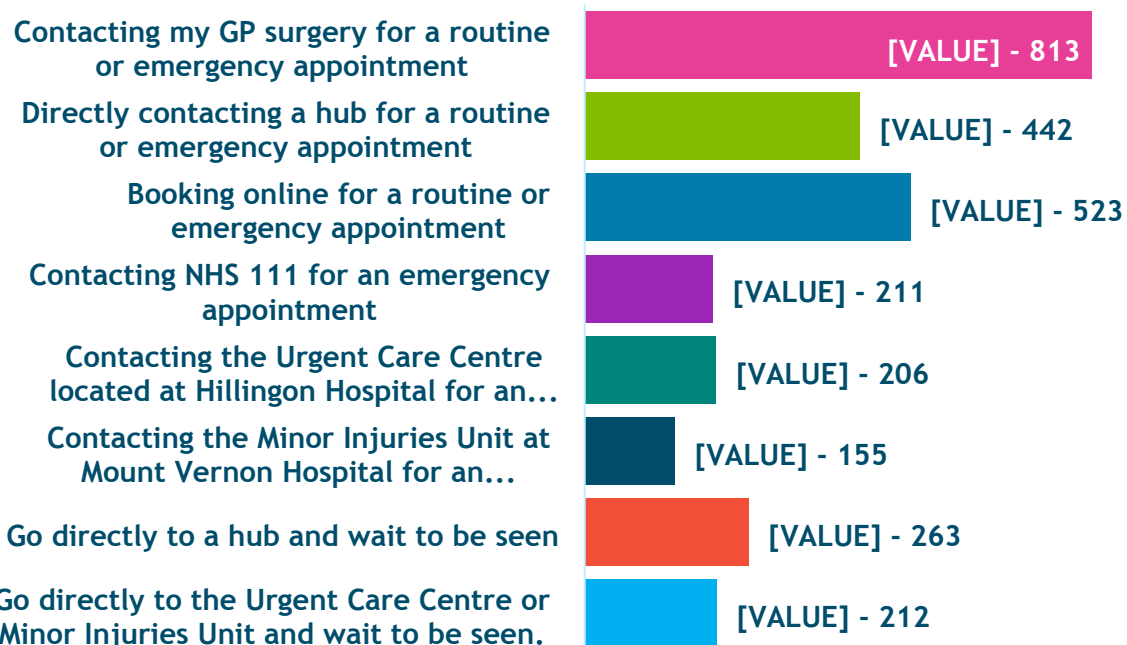 Contacting my GP surgery for a routine
or emergency appointment
[VALUE] - 813
Directly contacting a hub for a routine
or emergency appointment
[VALUE] - 442
Booking online for a routine or
emergency appointment
[VALUE] - 523
Contacting NHS 111 for an emergency
appointment
[VALUE] - 211
Contacting the Urgent Care Centre
located at Hillingon Hospital for an...
[VALUE] - 206
Contacting the Minor Injuries Unit at
Mount Vernon Hospital for an...
[VALUE] - 155
Go directly to a hub and wait to be seen
[VALUE] - 263
Go directly to the Urgent Care Centre or
Minor Injuries Unit and wait to be seen.
[VALUE] - 212